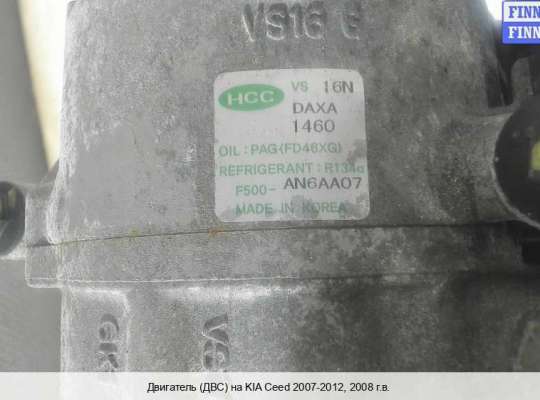 FINN
FINN
VS16
HCC VS 16N
DAXA
1460
OIL : PAG(FD46XG)
REFRIGERANT : R134a
F500- AN6AA07
MADE IN KOREA
Двигатель (ДВС) на KIA Ceed 2007-2012, 2008 г.в.